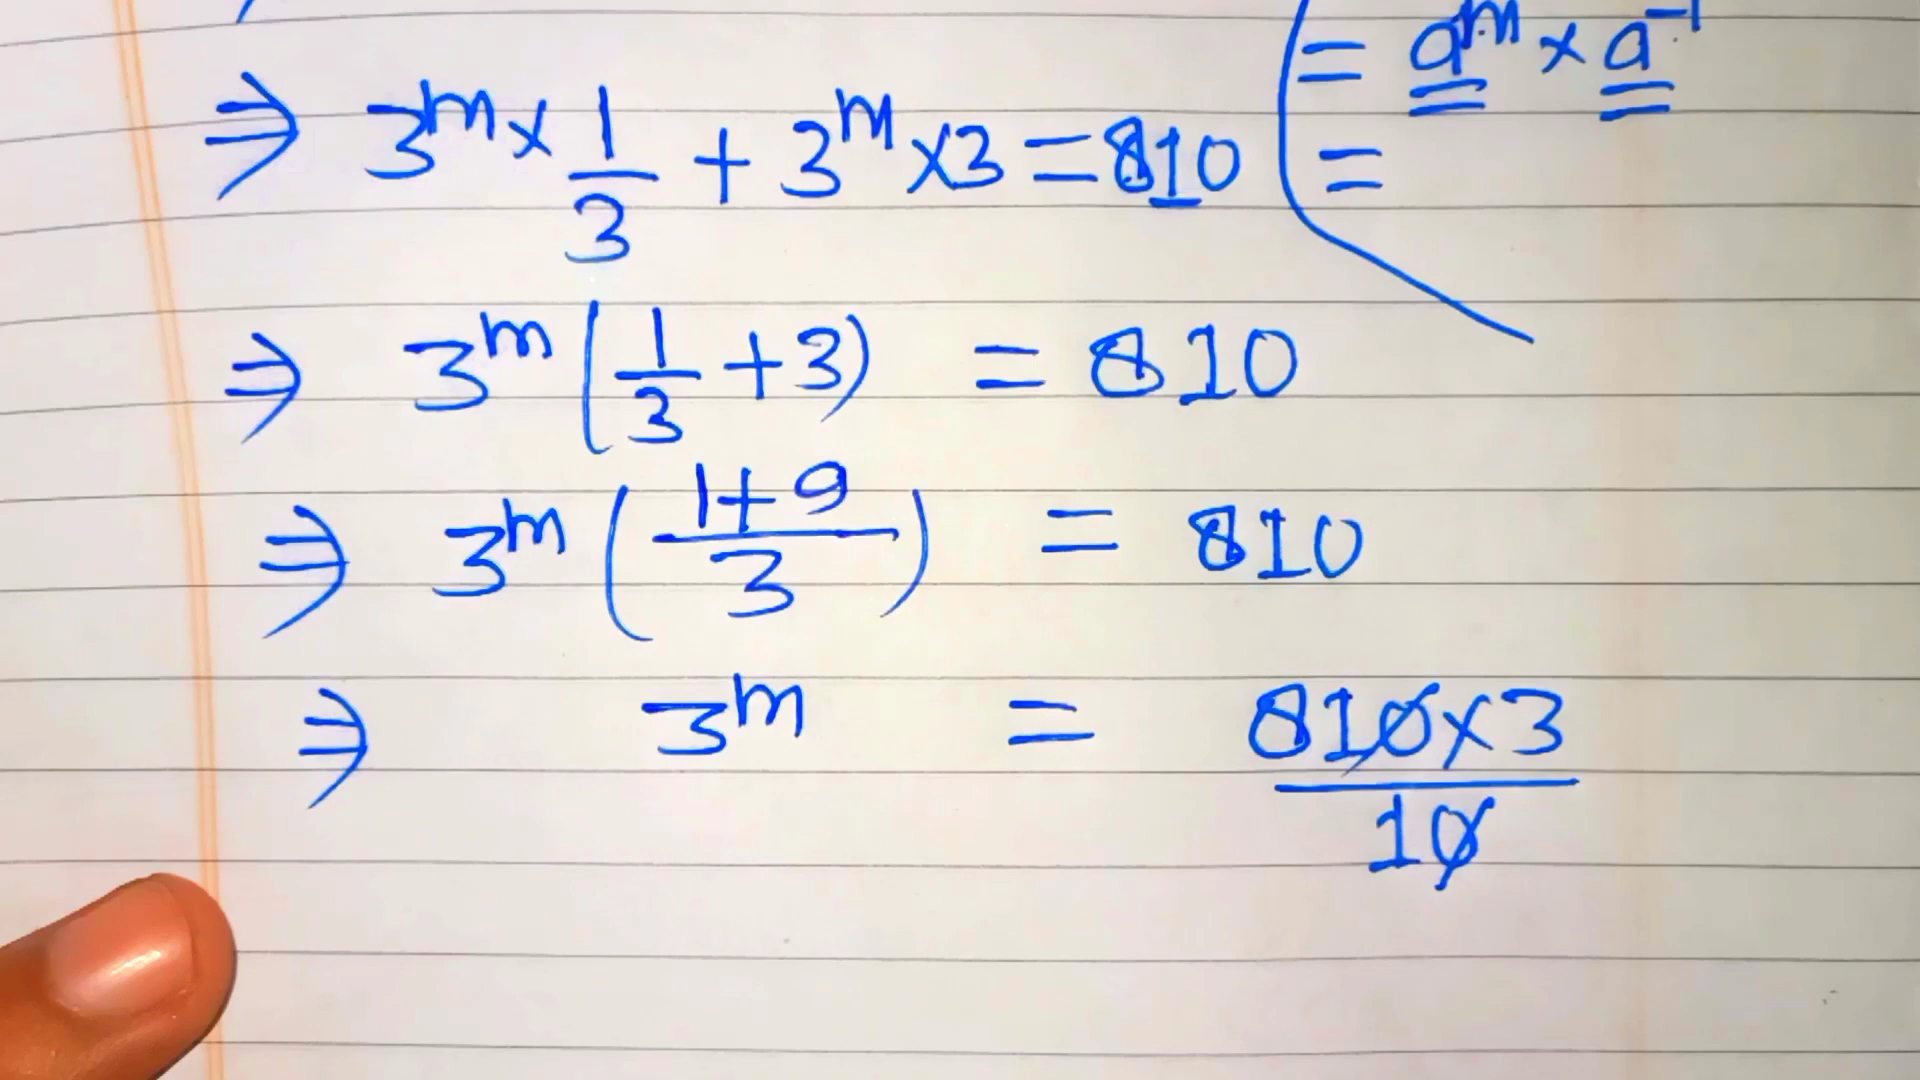 ⇒ 3^m × 1/3 + 3^m × 3 = 810
⇒ 3^m (1/3 + 3) = 810
⇒ 3^m ((1+9)/3) = 810
⇒ 3^m = (810 × 3)/10
= a^m × a^-1
=